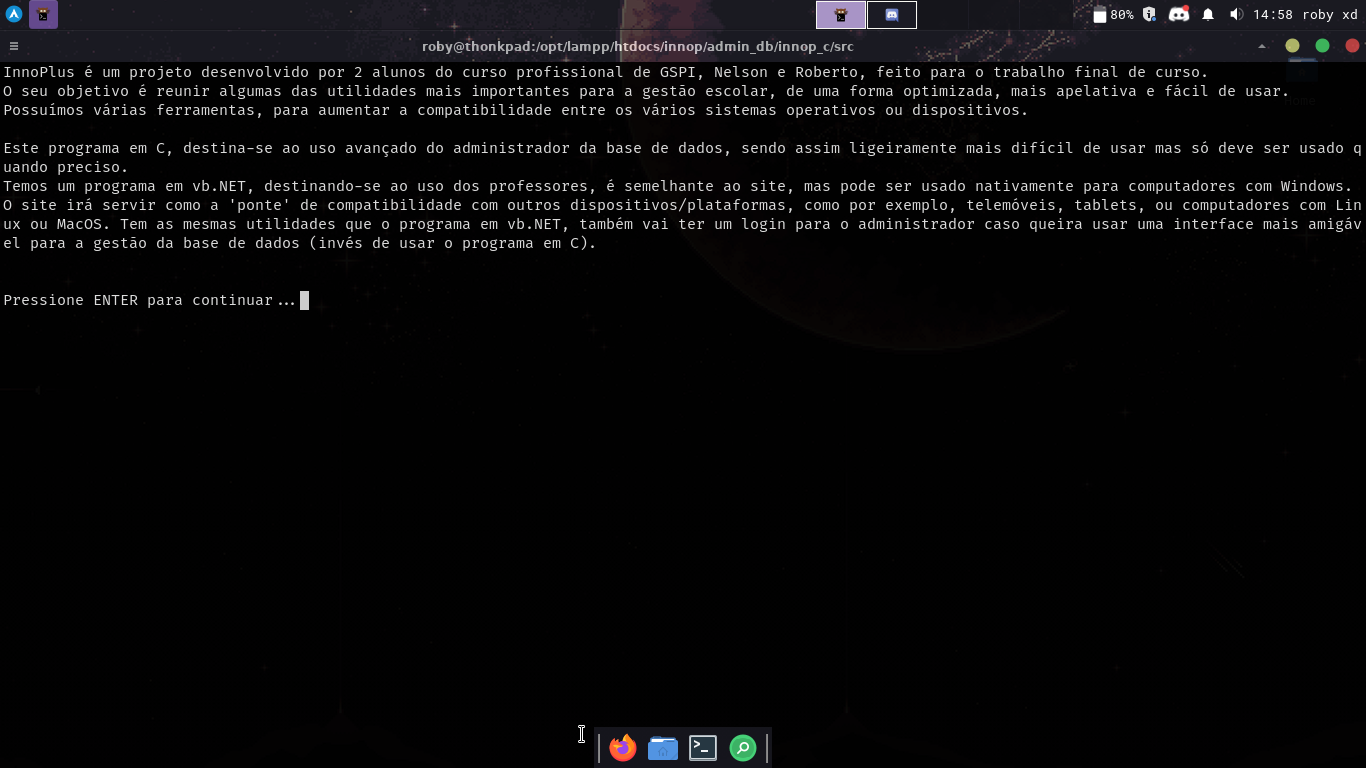 80%
14:58
roby xd
roby@thonkpad:/opt/lampp/htdocs/innop/admin_db/innop_c/src
InnoPlus é um projeto desenvolvido por 2 alunos do curso profissional de GSPI, Nelson e Roberto, feito para o trabalho final de curso.
O seu objetivo é reunir algumas das utilidades mais importantes para a gestão escolar, de uma forma optimizada, mais apelativa e fácil de usar.
Possuímos várias ferramentas, para aumentar a compatibilidade entre os vários sistemas operativos ou dispositivos.
Este programa em C, destina-se ao uso avançado do administrador da base de dados, sendo assim ligeiramente mais difícil de usar mas só deve ser usado q
uando preciso.
Temos um programa em vb.NET, destinando-se ao uso dos professores, é semelhante ao site, mas pode ser usado nativamente para computadores com Windows.
O site irá servir como a 'ponte' de compatibilidade com outros dispositivos/plataformas, como por exemplo, telemóveis, tablets, ou computadores com Lin
ux ou MacOS. Tem as mesmas utilidades que o programa em vb.NET, também vai ter um login para o administrador caso queira usar uma interface mais amigáv
el para a gestão da base de dados (invés de usar o programa em C).
Pressione ENTER para continuar...